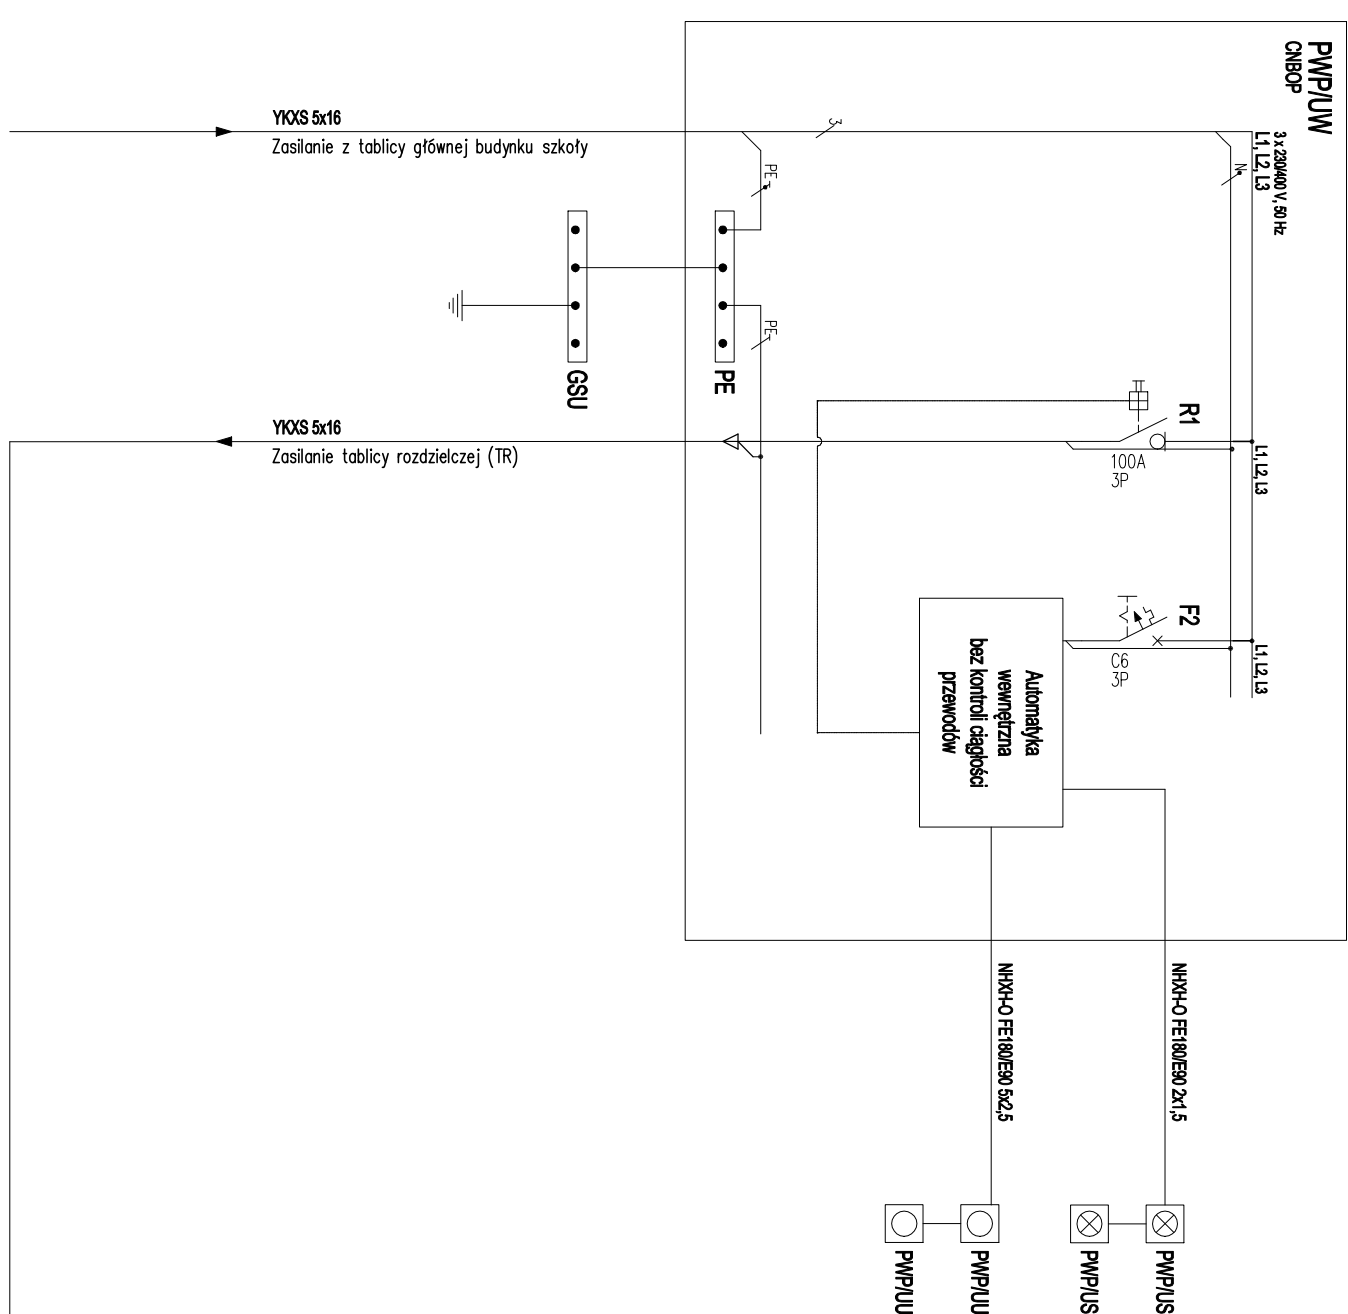 PWP/UW
CNBOP
3 x 230/400 V, 50 Hz
L1, L2, L3
N
3
YKXS 5x16
Zasilanie z tablicy głównej budynku szkoły
PE
PE
PE
GSU
R1
100A
3P
L1, L2, L3
YKXS 5x16
Zasilanie tablicy rozdzielczej (TR)
F2
C6
3P
L1, L2, L3
Automatyka
wewnętrzna
bez kontroli ciągłości
przewodów
NHXH-O FE180/E90 5x2,5
NHXH-O FE180/E90 2x1,5
PWP/UU
PWP/UU
PWP/US
PWP/US